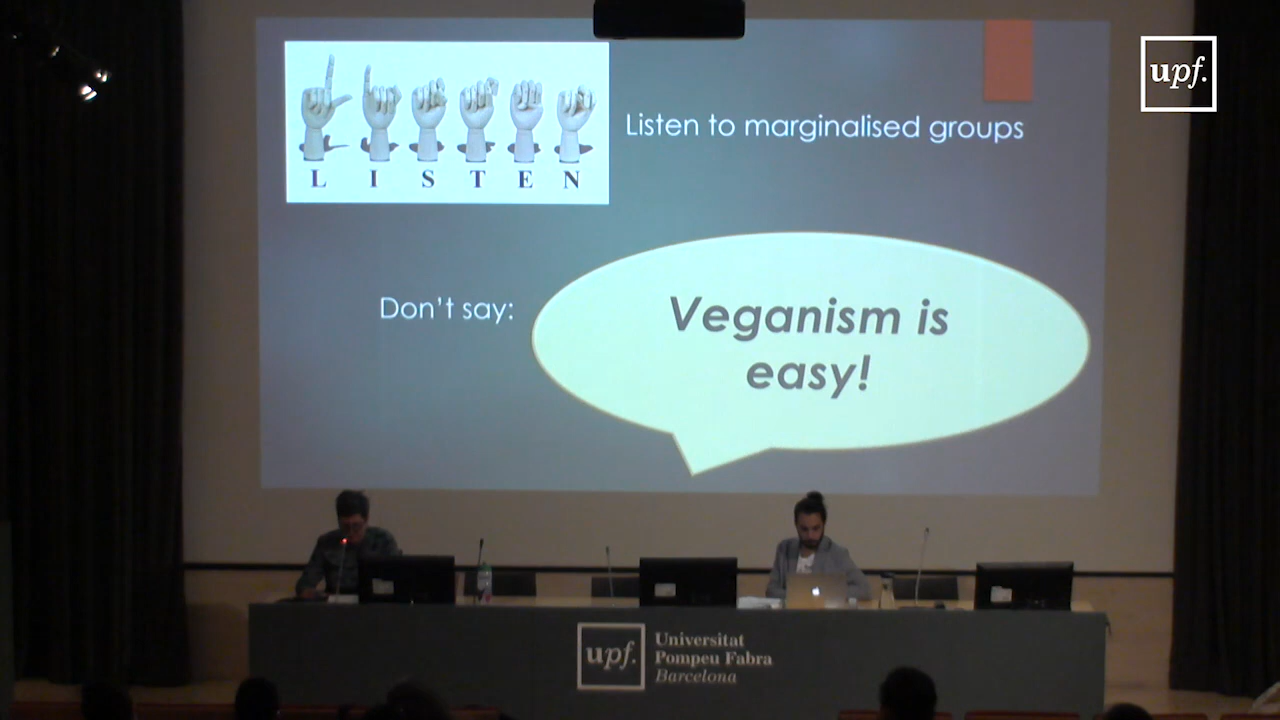 upf.
L I S T E N
Listen to marginalised groups
Don't say:
Veganism is
easy!
upf.
Universitat
Pompeu Fabra
Barcelona